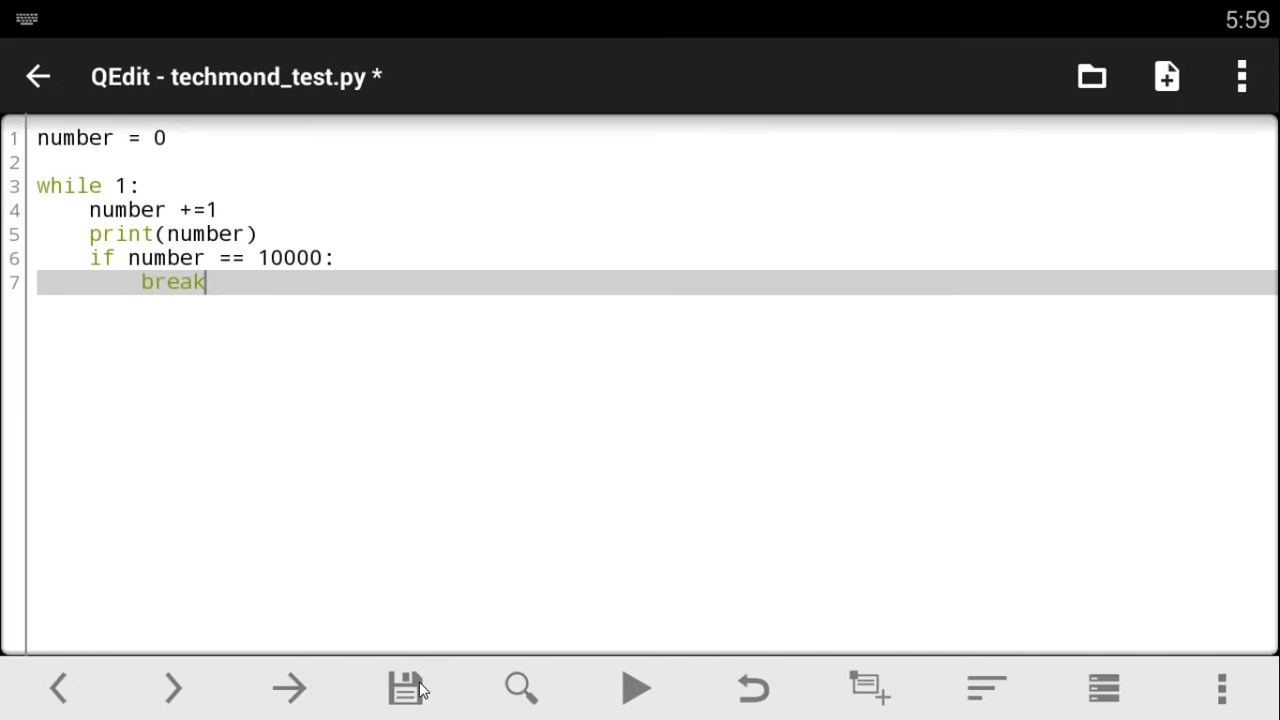 5:59
QEdit - techmond_test.py *
1 number = 0
2
3 while 1:
4     number +=1
5     print(number)
6     if number == 10000:
7         break